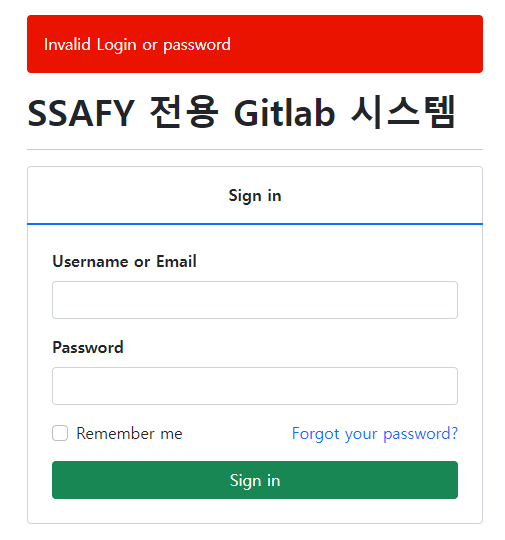 Invalid Login or password
SSAFY 전용 Gitlab 시스템
Sign in
Username or Email
Password
Remember me
Forgot your password?
Sign in